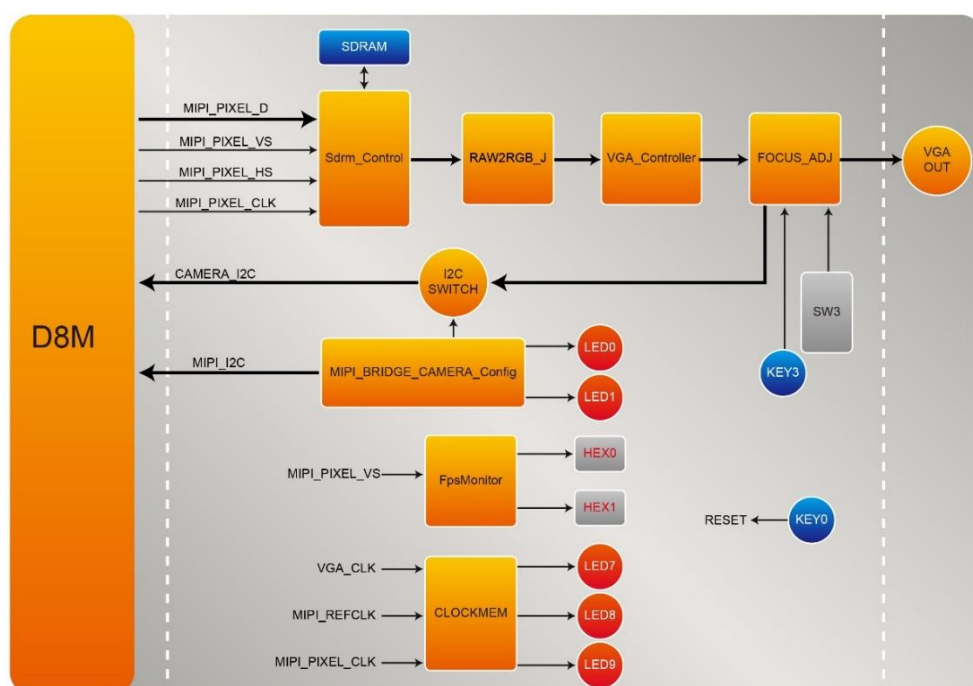 SDRAM
MIPI_PIXEL_D
MIPI_PIXEL_VS
MIPI_PIXEL_HS
MIPI_PIXEL_CLK
Sdrm_Control
RAW2RGB_J
VGA_Controller
FOCUS_ADJ
VGA
OUT
D8M
CAMERA_I2C
I2C
SWITCH
SW3
KEY3
MIPI_I2C
MIPI_BRIDGE_CAMERA_Config
LED0
LED1
MIPI_PIXEL_VS
FpsMonitor
HEX0
HEX1
RESET
KEY0
VGA_CLK
MIPI_REFCLK
MIPI_PIXEL_CLK
CLOCKMEM
LED7
LED8
LED9